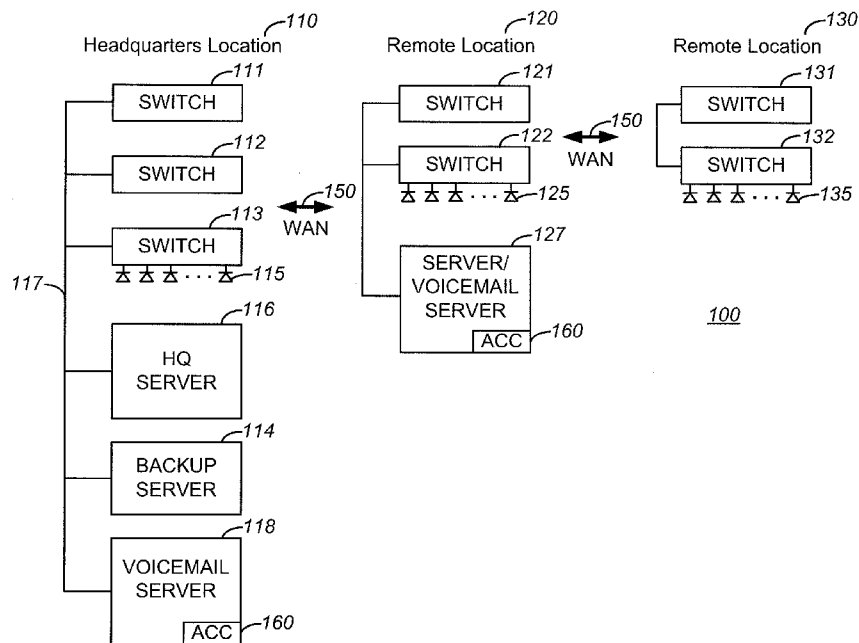 Headquarters Location 110
111
SWITCH
112
SWITCH
113
SWITCH
115
117
116
HQ
SERVER
114
BACKUP
SERVER
118
VOICEMAIL
SERVER
ACC 160
150
WAN
Remote Location 120
121
SWITCH
122
SWITCH
125
127
SERVER/
VOICEMAIL
SERVER
ACC 160
150
WAN
Remote Location 130
131
SWITCH
132
SWITCH
135
100